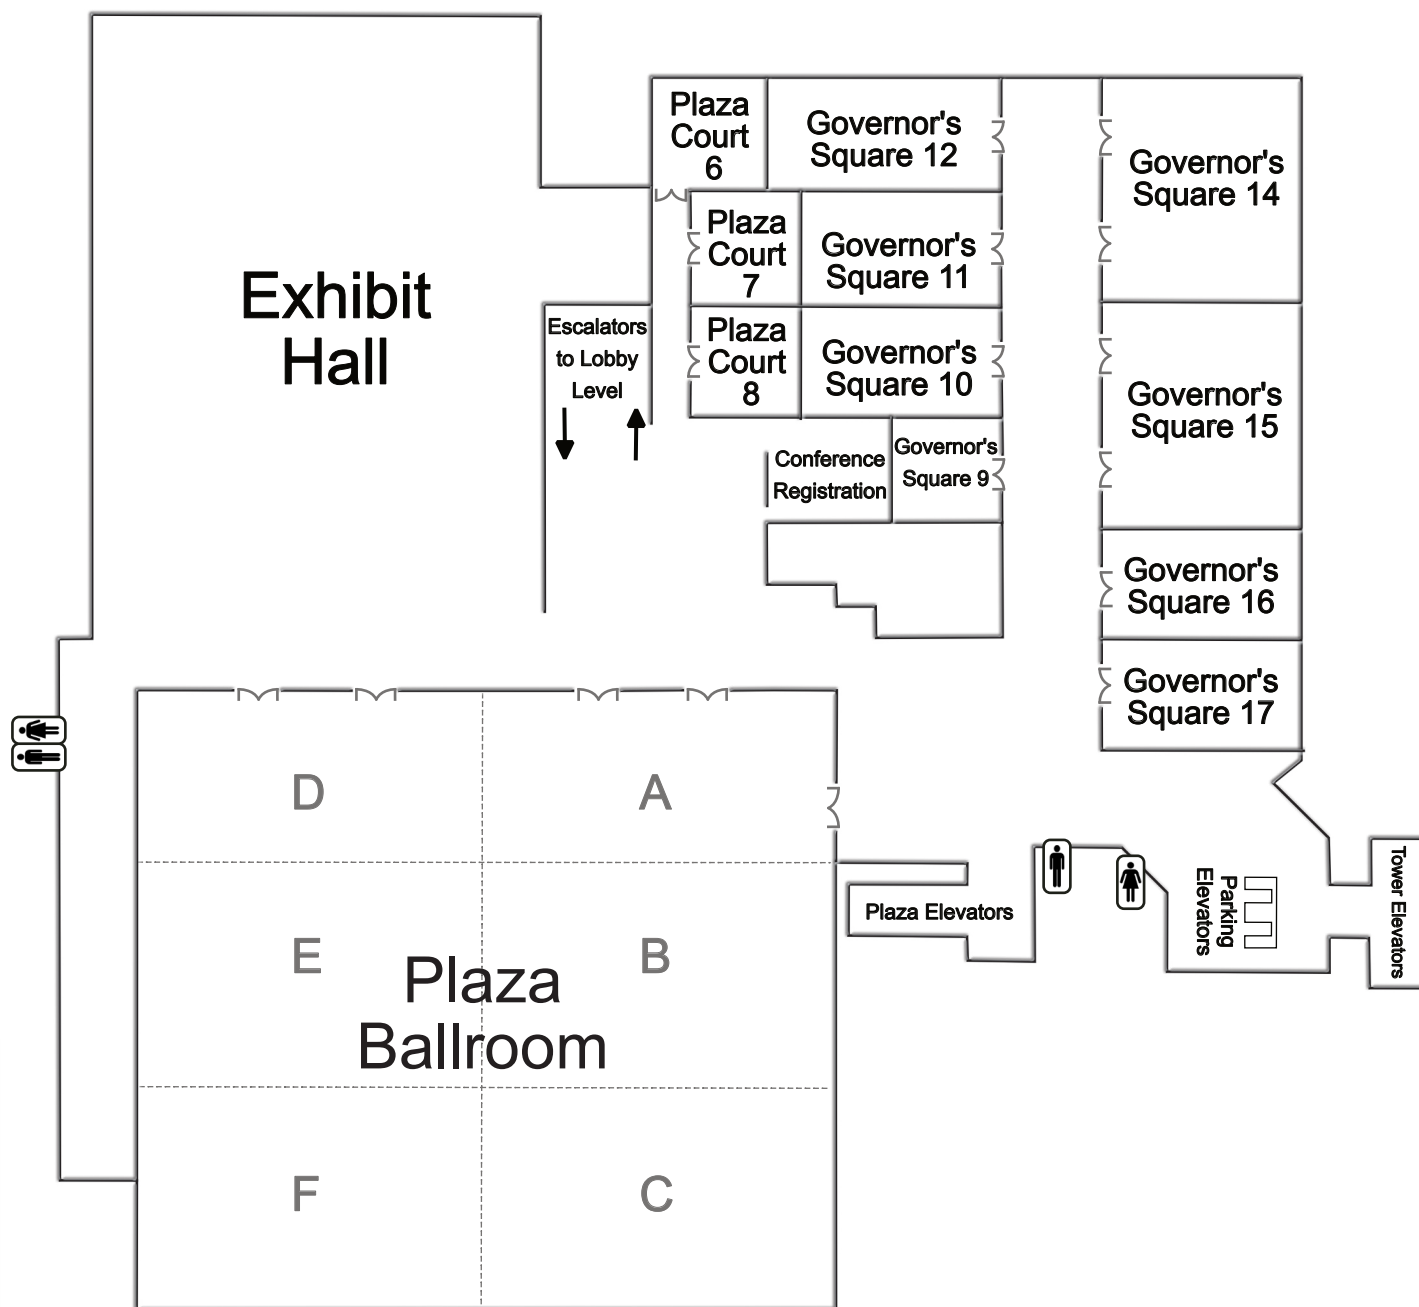 Plaza
Court
6
Governor's
Square 12
Governor's
Square 14
Plaza
Court
7
Governor's
Square 11
Exhibit
Hall
Escalators
to Lobby
Level
Plaza
Court
8
Governor's
Square 10
Governor's
Square 15
Conference
Registration
Governor's
Square 9
Governor's
Square 16
Governor's
Square 17
D
A
Plaza Elevators
Parking
Elevators
Tower Elevators
E
B
Plaza
Ballroom
F
C